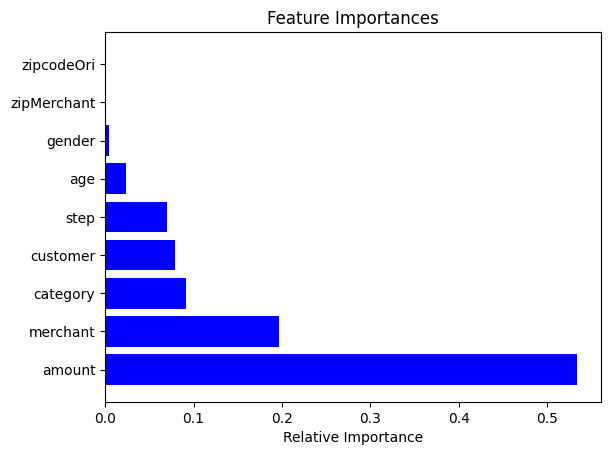 Feature Importances
zipcodeOri
zipMerchant
gender
age
step
customer
category
merchant
amount
0.0 0.1 0.2 0.3 0.4 0.5
Relative Importance